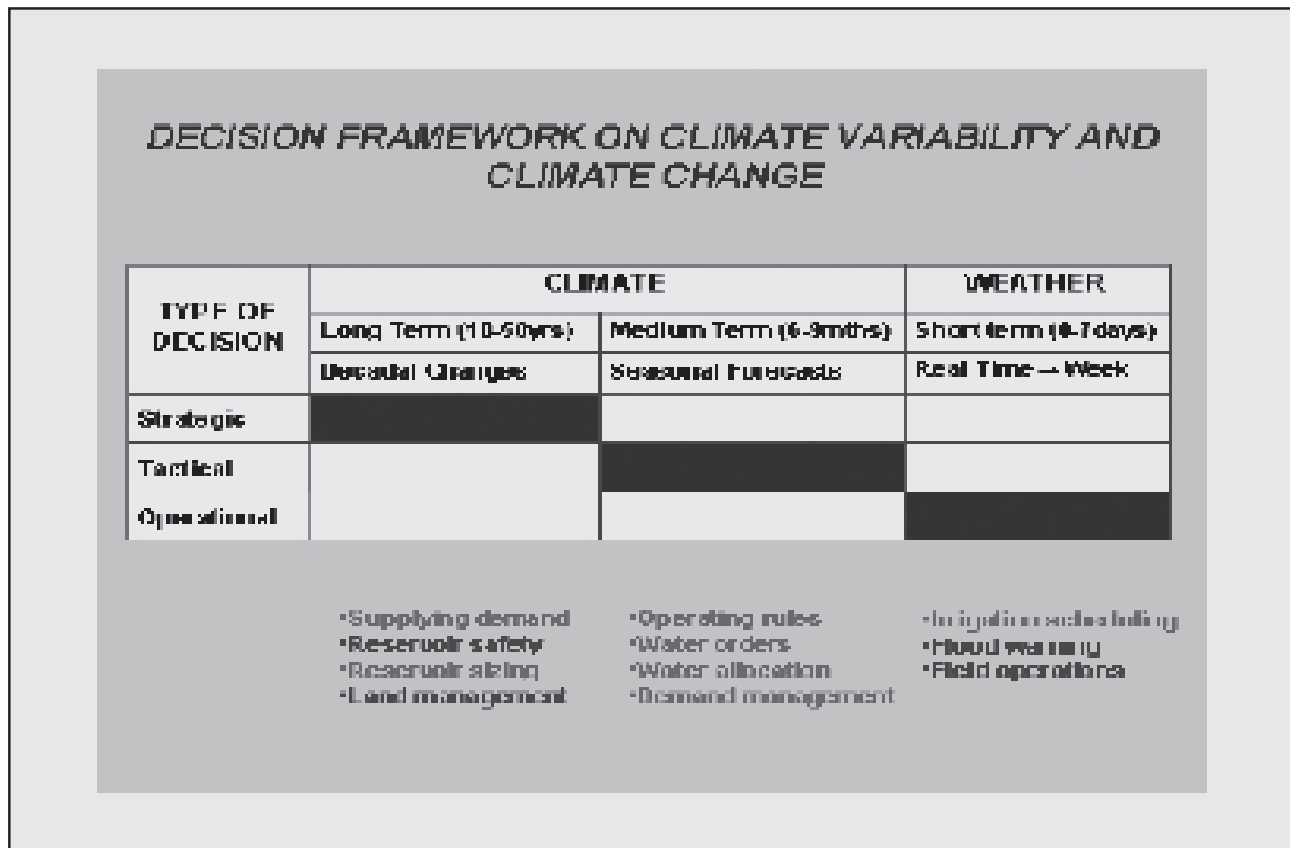 DECISION FRAMEWORK ON CLIMATE VARIABILITY AND
CLIMATE CHANGE
TYPE OF
DECISION
CLIMATE
WEATHER
Long Term (10-50yrs)
Medium Term (6-9mths)
Short term (0-7days)
Decadal Changes
Seasonal Forecasts
Real Time – Week
Strategic
Tactical
Operational
•Supplying demand
•Reservoir safety
•Reservoir sizing
•Land management
•Operating rules
•Water orders
•Water allocation
•Demand management
•Irrigation scheduling
•Flood warning
•Field operations